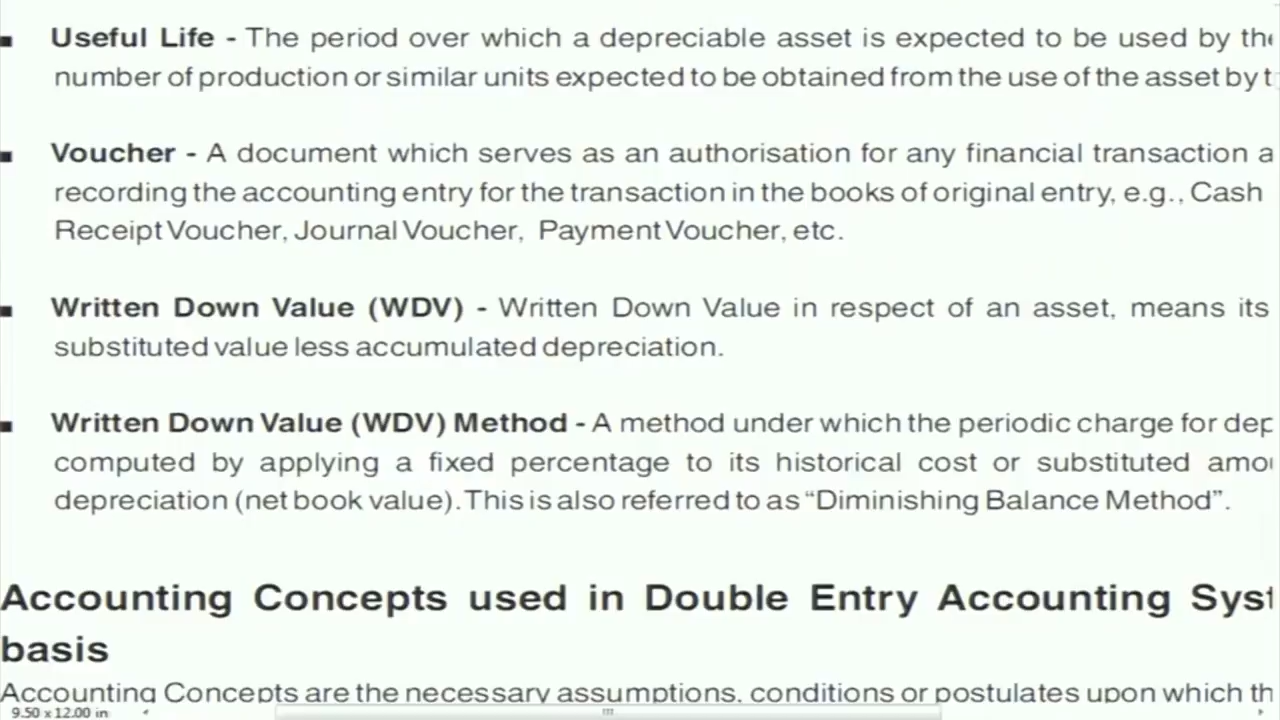 Useful Life - The period over which a depreciable asset is expected to be used by the
number of production or similar units expected to be obtained from the use of the asset by
Voucher - A document which serves as an authorisation for any financial transaction
recording the accounting entry for the transaction in the books of original entry, e.g., Cash
Receipt Voucher, Journal Voucher, Payment Voucher, etc.
Written Down Value (WDV) - Written Down Value in respect of an asset, means its
substituted value less accumulated depreciation.
Written Down Value (WDV) Method - A method under which the periodic charge for dep
computed by applying a fixed percentage to its historical cost or substituted amo
depreciation (net book value). This is also referred to as “Diminishing Balance Method”.
Accounting Concepts used in Double Entry Accounting Syst
basis
Accounting Concepts are the necessary assumptions, conditions or postulates upon which th
9.50 x 12.00 in